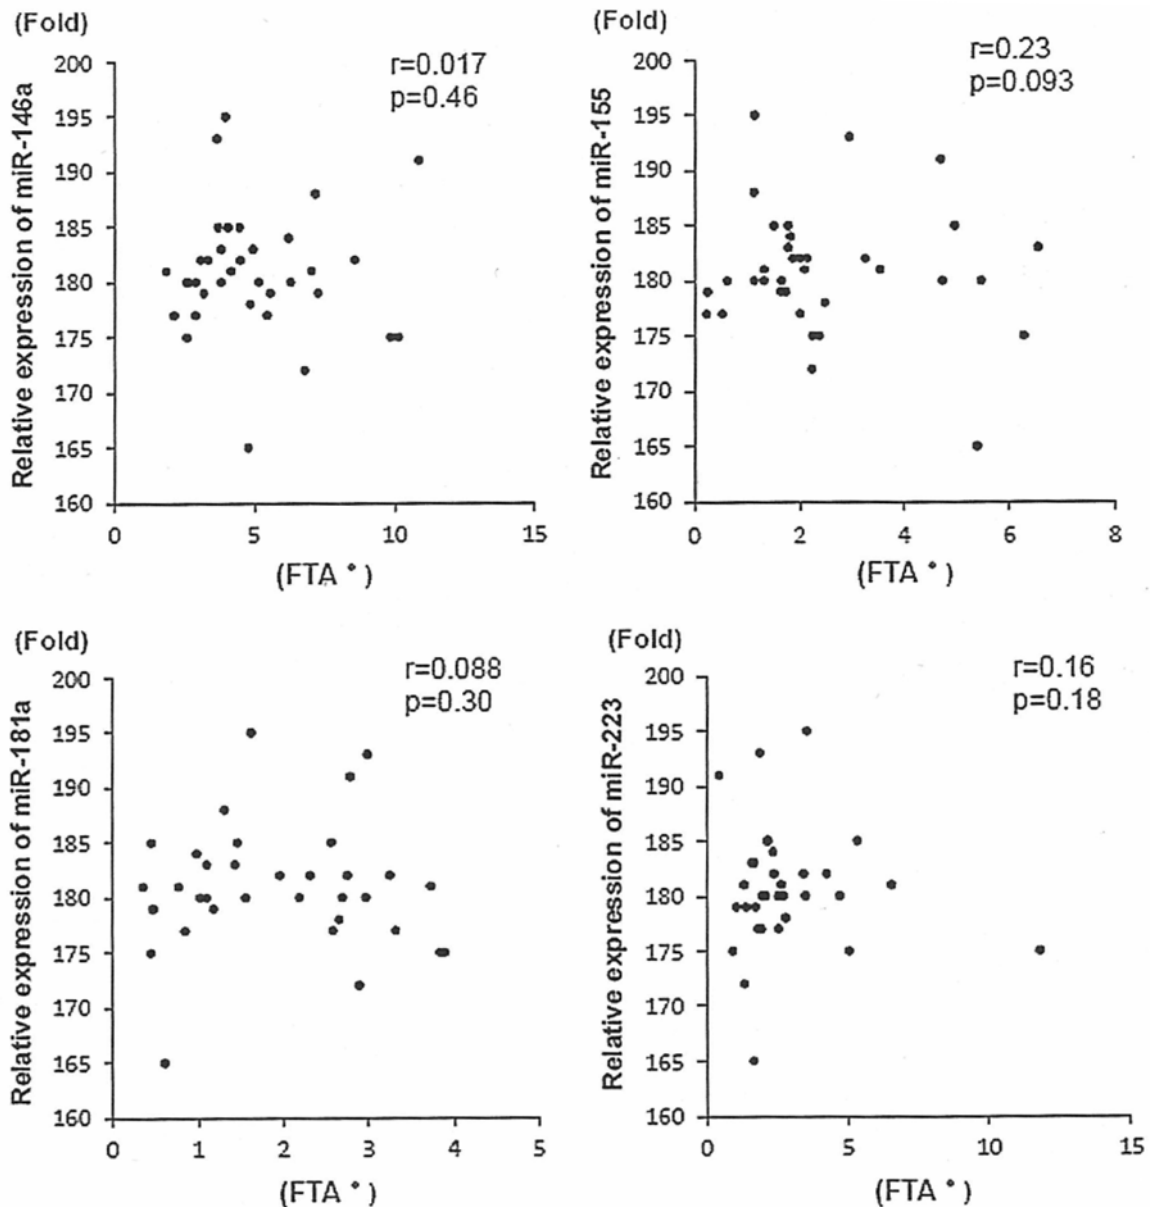 (Fold)
r=0.017
p=0.46
Relative expression of miR-146a
200
195
190
185
180
175
170
165
160
0 5 10 15
(FTA °)
(Fold)
r=0.23
p=0.093
Relative expression of miR-155
200
195
190
185
180
175
170
165
160
0 2 4 6 8
(FTA °)
(Fold)
r=0.088
p=0.30
Relative expression of miR-181a
200
195
190
185
180
175
170
165
160
0 1 2 3 4 5
(FTA °)
(Fold)
r=0.16
p=0.18
Relative expression of miR-223
200
195
190
185
180
175
170
165
160
0 5 10 15
(FTA °)